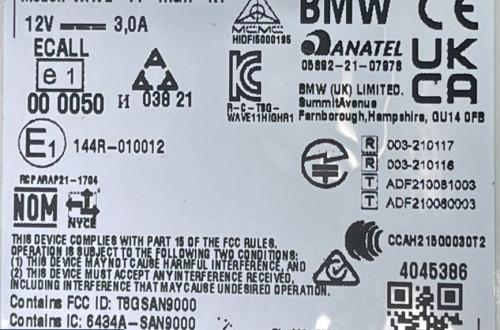 12V ⎓ 3,0A
ECALL
e1
00 0050 И 038 21
E1 144R-010012
RCPARAP21-1704
NOM NYCE
MCMC
HIDF15000195
R-C-T8G-
WAVE11HIGHR1
BMW CE
ANATEL
05892-21-07978
UK
CA
BMW (UK) LIMITED.
SummitAvenue
Farnborough,Hampshire, GU14 0FB
R 003-210117
R 003-210116
T ADF210081003
T ADF210080003
THIS DEVICE COMPLIES WITH PART 15 OF THE FCC RULES.
OPERATION IS SUBJECT TO THE FOLLOWING TWO CONDITIONS:
(1) THIS DEVICE MAY NOT CAUSE HARMFUL INTERFERENCE, AND
(2) THIS DEVICE MUST ACCEPT ANY INTERFERENCE RECEIVED,
INCLUDING INTERFERENCE THAT MAY CAUSE UNDESIRED OPERATION.
Contains FCC ID: T8GSAN9000
Contains IC: 6434A-SAN9000
CCAH21B00030T2
4045386